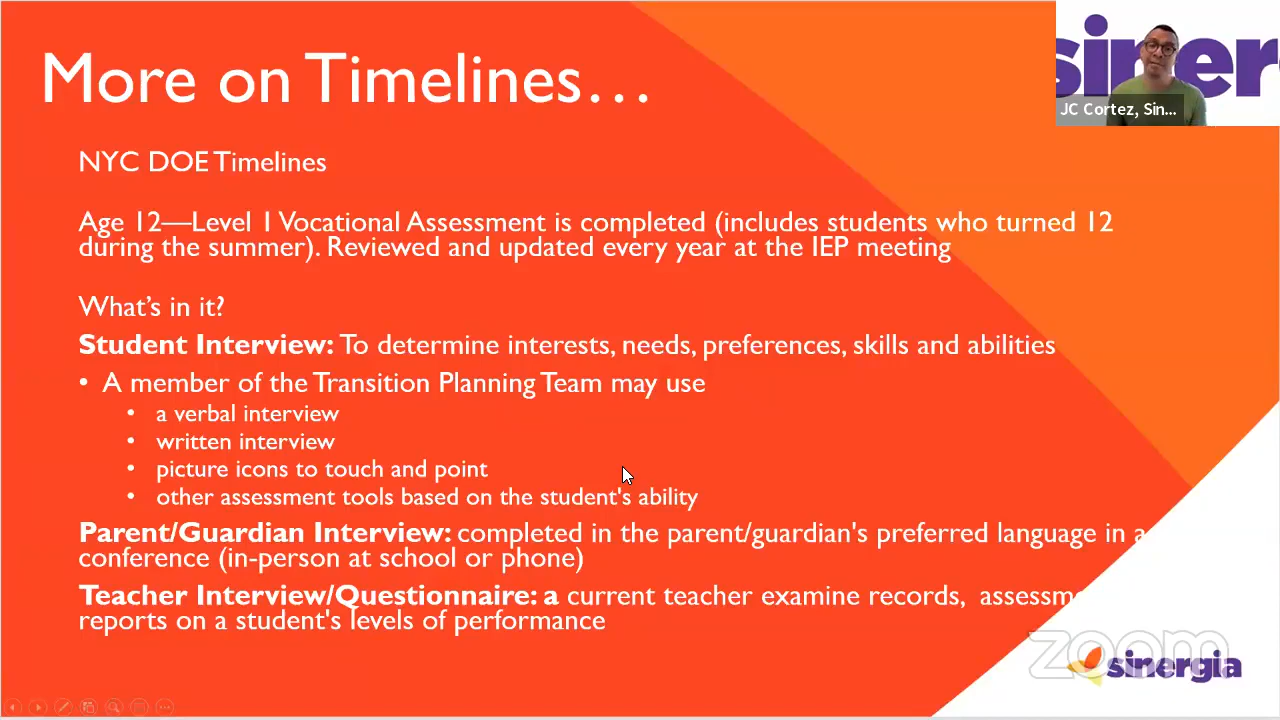 More on Timelines…
siner
JC Cortez, Sin...
NYC DOE Timelines
Age 12—Level 1 Vocational Assessment is completed (includes students who turned 12
during the summer). Reviewed and updated every year at the IEP meeting
What's in it?
Student Interview: To determine interests, needs, preferences, skills and abilities
• A member of the Transition Planning Team may use
• a verbal interview
• written interview
• picture icons to touch and point
• other assessment tools based on the student's ability
Parent/Guardian Interview: completed in the parent/guardian's preferred language in a
conference (in-person at school or phone)
Teacher Interview/Questionnaire: a current teacher examine records, assessm
reports on a student's levels of performance
zoom
sinergia